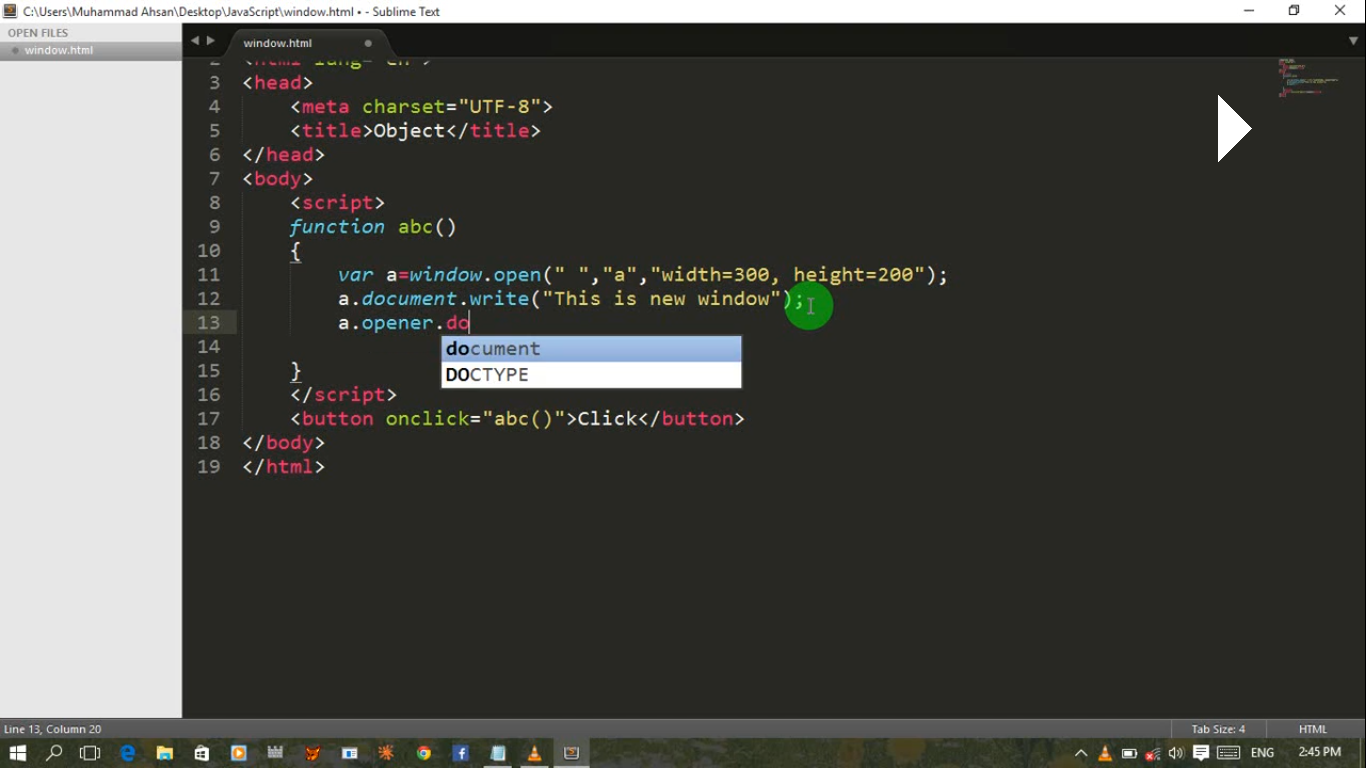 C:\Users\Muhammad Ahsan\Desktop\JavaScript\window.html • - Sublime Text
OPEN FILES
window.html
window.html
2 <html lang="en">
3 <head>
4 <meta charset="UTF-8">
5 <title>Object</title>
6 </head>
7 <body>
8 <script>
9 function abc()
10 {
11 var a=window.open(" ","a","width=300, height=200");
12 a.document.write("This is new window");
13 a.opener.do
document
DOCTYPE
14
15 }
16 </script>
17 <button onclick="abc()">Click</button>
18 </body>
19 </html>
Line 13, Column 20
Tab Size: 4
HTML
ENG
2:45 PM